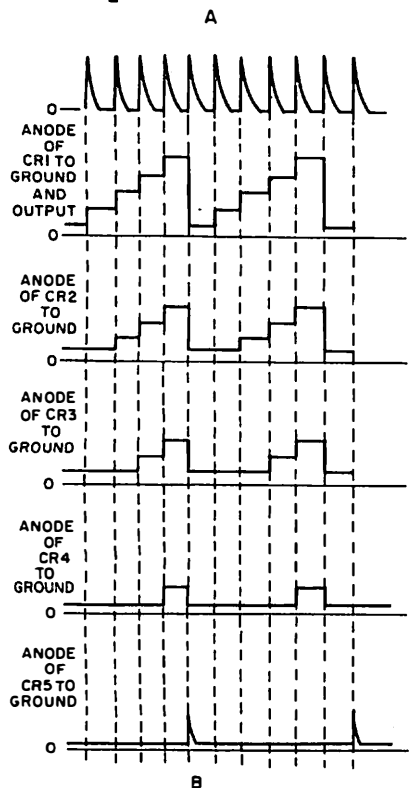 A
0
ANODE
OF
CR1 TO
GROUND
AND
OUTPUT
0
ANODE
OF CR2
TO
GROUND
0
ANODE
OF CR3
TO
GROUND
0
ANODE
OF
CR4
TO
GROUND
0
ANODE
OF
CR5 TO
GROUND
0
B